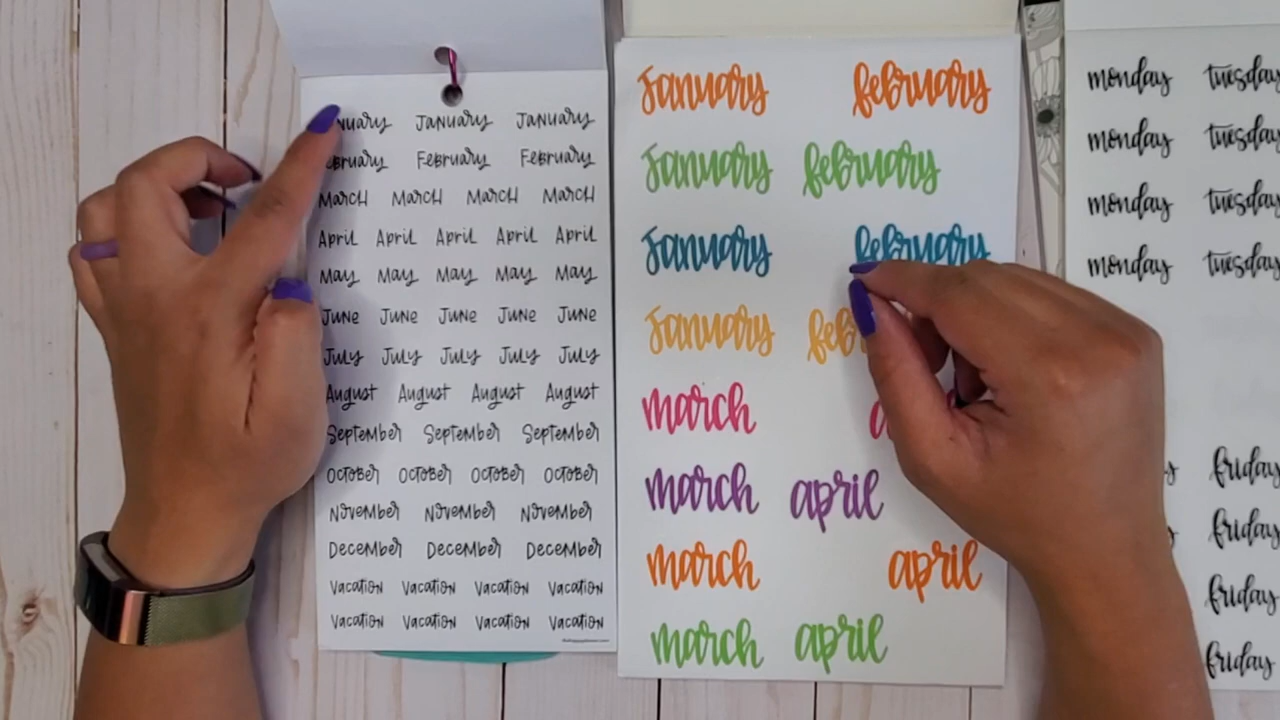 nuary January January
ebruary February February
March March March March
April April April April April
May May May May May
June June June June June
July July July July July
August August August August
September September September
October October October October
November November November
December December December
Vacation Vacation Vacation Vacation
Vacation Vacation Vacation Vacation
January february
January february
January february
January feb
march a
march april
march april
march april
monday tuesday
monday tuesday
monday tuesday
monday tuesday
friday
friday
friday
friday